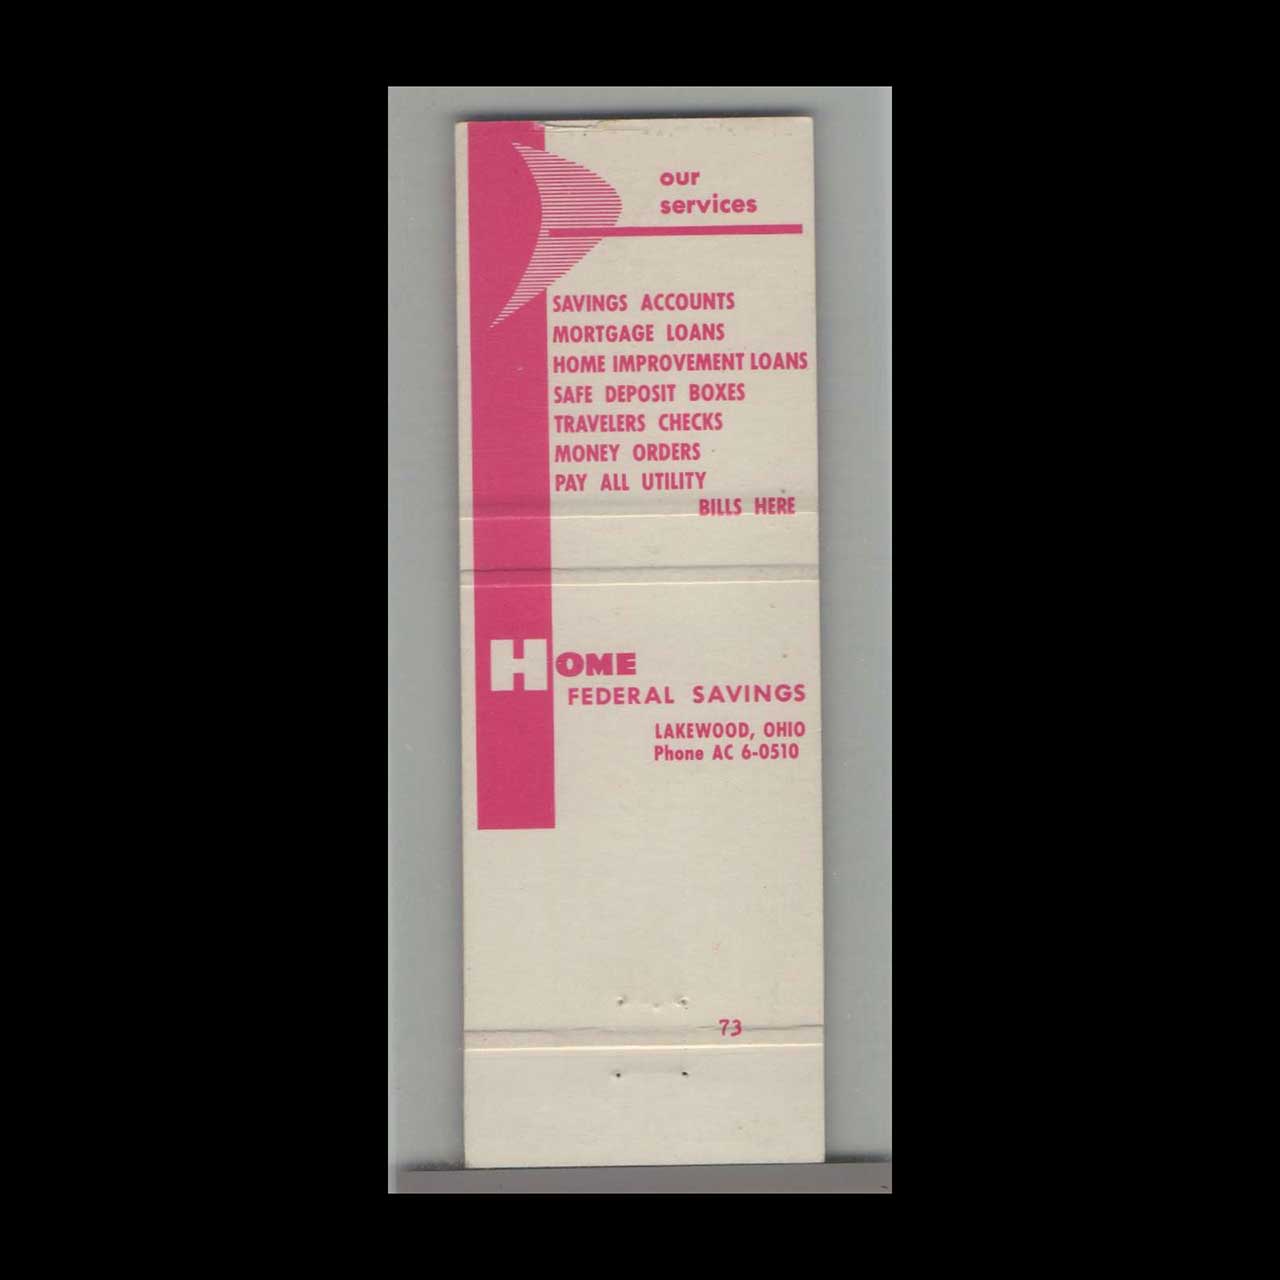 our
services
SAVINGS ACCOUNTS
MORTGAGE LOANS
HOME IMPROVEMENT LOANS
SAFE DEPOSIT BOXES
TRAVELERS CHECKS
MONEY ORDERS
PAY ALL UTILITY
BILLS HERE
HOME
FEDERAL SAVINGS
LAKEWOOD, OHIO
Phone AC 6-0510
73